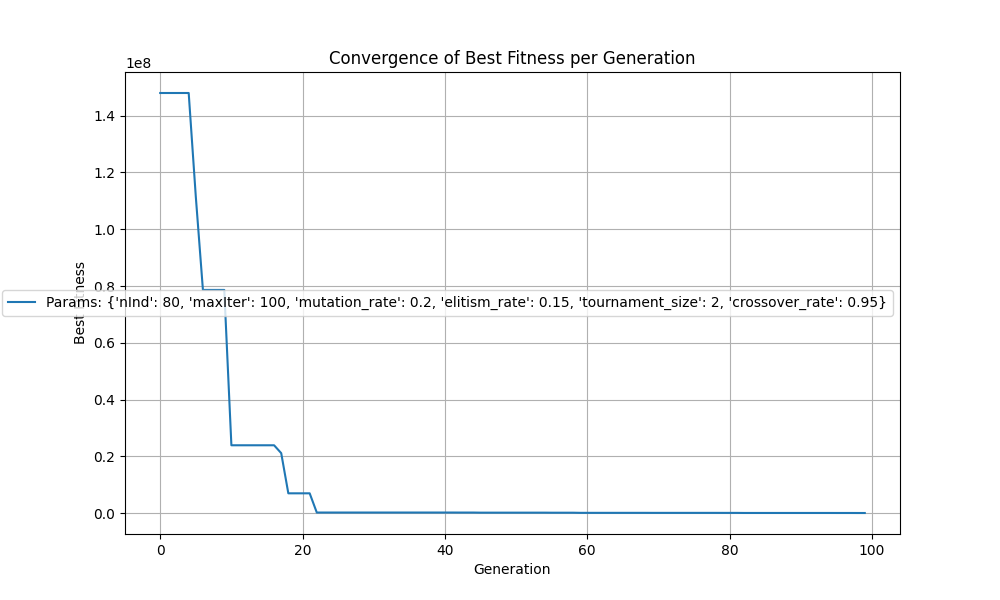 Convergence of Best Fitness per Generation
1e8
1.4
1.2
1.0
0.8
0.6
0.4
0.2
0.0
Best Fitness
Params: {'nInd': 80, 'maxIter': 100, 'mutation_rate': 0.2, 'elitism_rate': 0.15, 'tournament_size': 2, 'crossover_rate': 0.95}
0 20 40 60 80 100
Generation